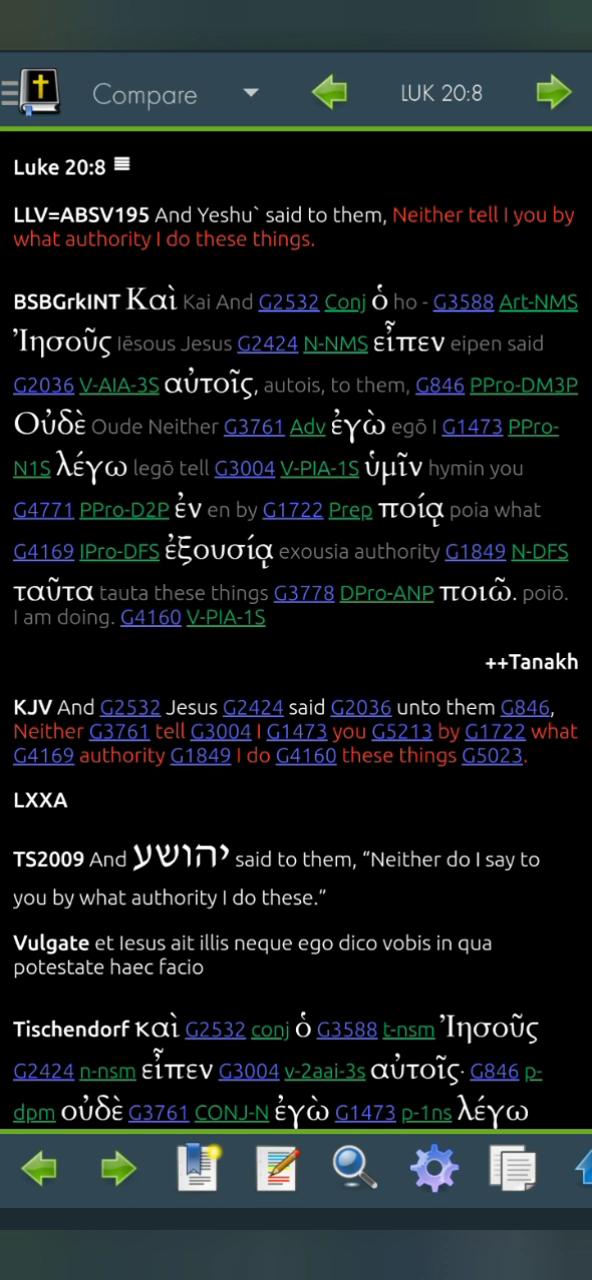 Compare LUK 20:8
Luke 20:8
LLV=ABSV195 And Yeshu` said to them, Neither tell I you by
what authority I do these things.
BSBGrkINT Καὶ Kai And G2532 Conj ὁ ho - G3588 Art-NMS
Ἰησοῦς Iēsous Jesus G2424 N-NMS εἶπεν eipen said
G2036 V-AIA-3S αὐτοῖς, autois, to them, G846 PPro-DM3P
Οὐδὲ Oude Neither G3761 Adv ἐγὼ egō I G1473 PPro-
N1S λέγω legō tell G3004 V-PIA-1S ὑμῖν hymin you
G4771 PPro-D2P ἐν en by G1722 Prep ποίᾳ poia what
G4169 IPro-DFS ἐξουσίᾳ exousia authority G1849 N-DFS
ταῦτα tauta these things G3778 DPro-ANP ποιῶ. poiō.
I am doing. G4160 V-PIA-1S
++Tanakh
KJV And G2532 Jesus G2424 said G2036 unto them G846,
Neither G3761 tell G3004 I G1473 you G5213 by G1722 what
G4169 authority G1849 I do G4160 these things G5023.
LXXA
TS2009 And יהושע said to them, “Neither do I say to
you by what authority I do these.”
Vulgate et Iesus ait illis neque ego dico vobis in qua
potestate haec facio
Tischendorf καὶ G2532 conj ὁ G3588 t-nsm Ἰησοῦς
G2424 n-nsm εἶπεν G3004 v-2aai-3s αὐτοῖς· G846 p-
dpm οὐδὲ G3761 CONJ-N ἐγὼ G1473 p-1ns λέγω